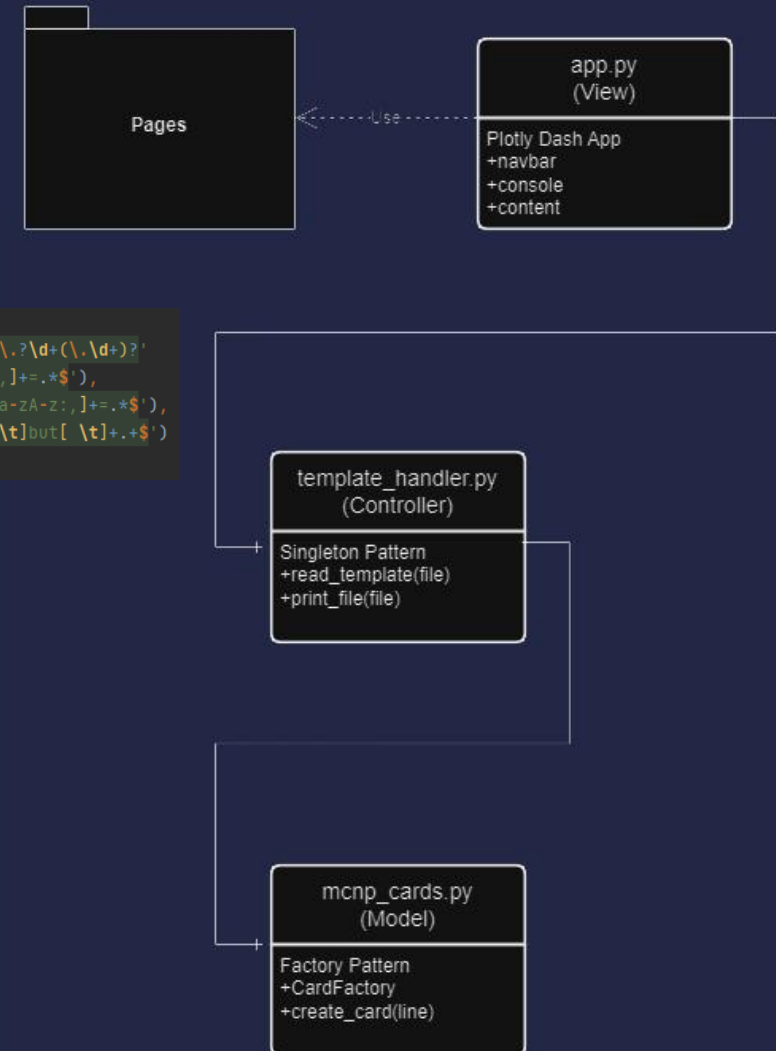 Pages
Use
app.py
(View)
Plotly Dash App
+navbar
+console
+content
\.?\d+(\.\d+)?'
,]+=.*$'),
a-zA-z:,]+=.*$'),
\t]but[ \t]+.+$')
template_handler.py
(Controller)
Singleton Pattern
+read_template(file)
+print_file(file)
mcnp_cards.py
(Model)
Factory Pattern
+CardFactory
+create_card(line)